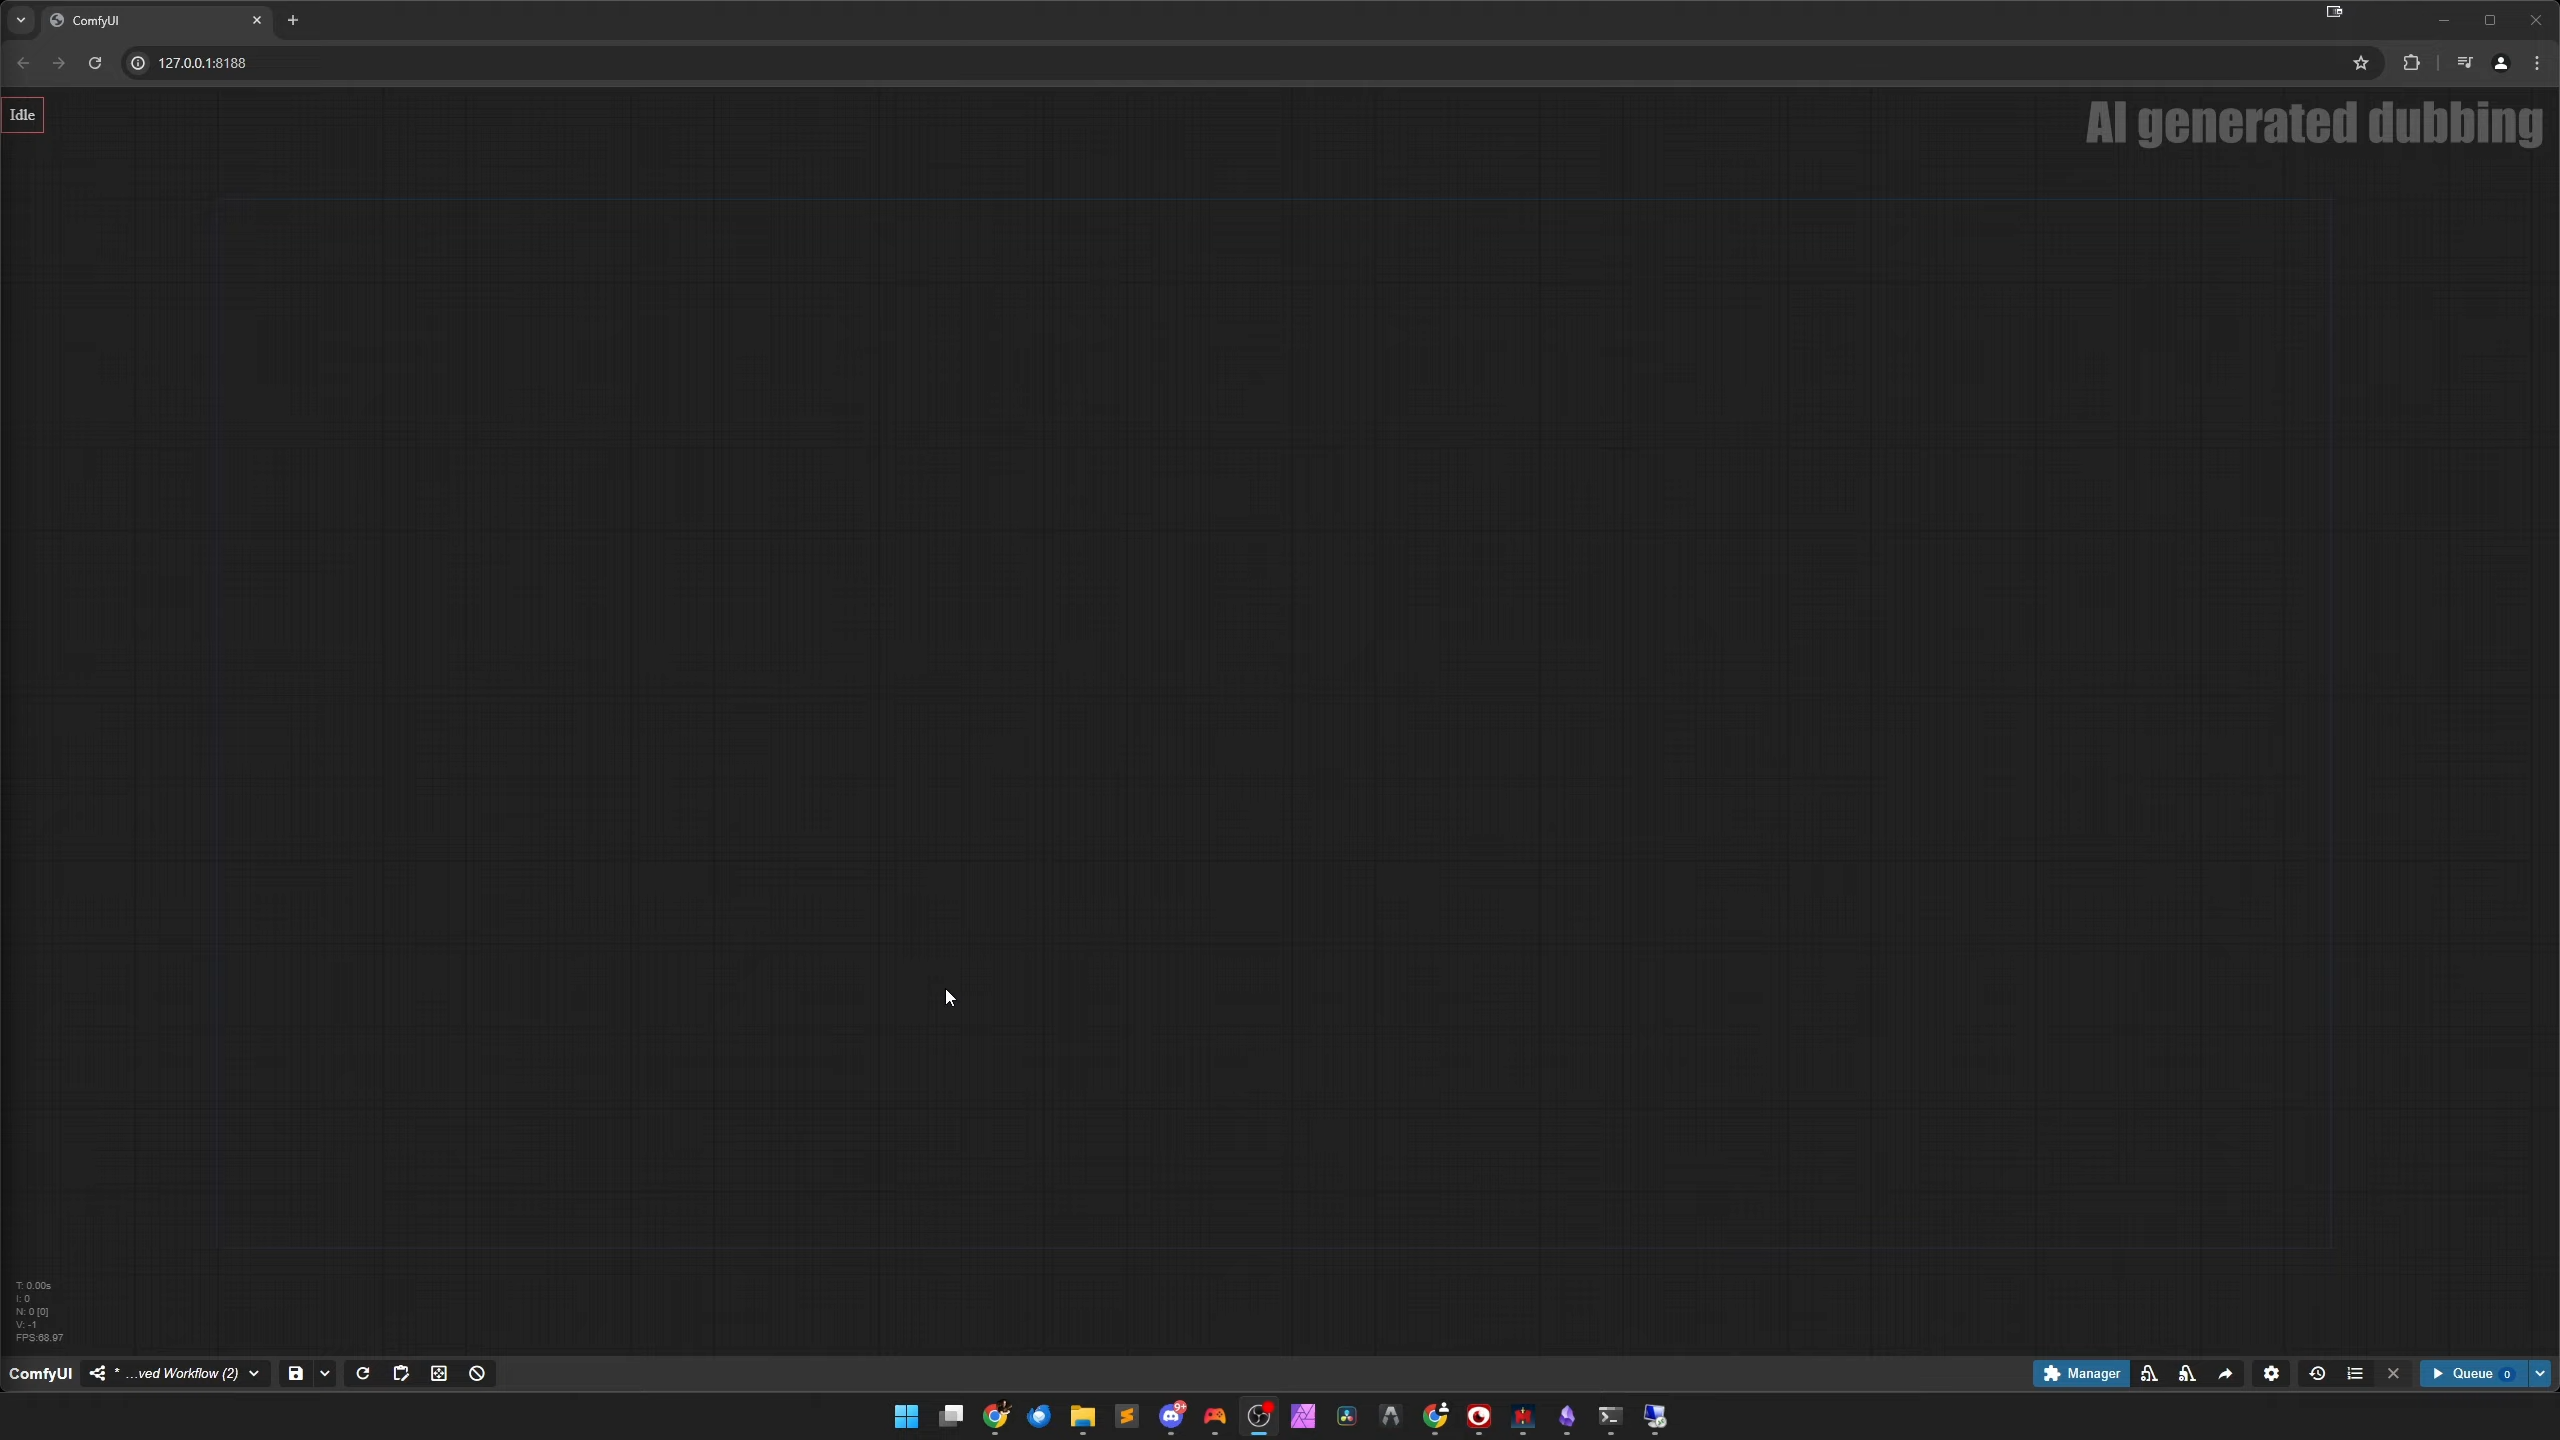 ComfyUI
127.0.0.1:8188
Idle
AI generated dubbing
T: 0.00s
I: 0
N: 0 [0]
V: -1
FPS:68.97
ComfyUI
* ...ved Workflow (2)
Manager
Queue 0
9+